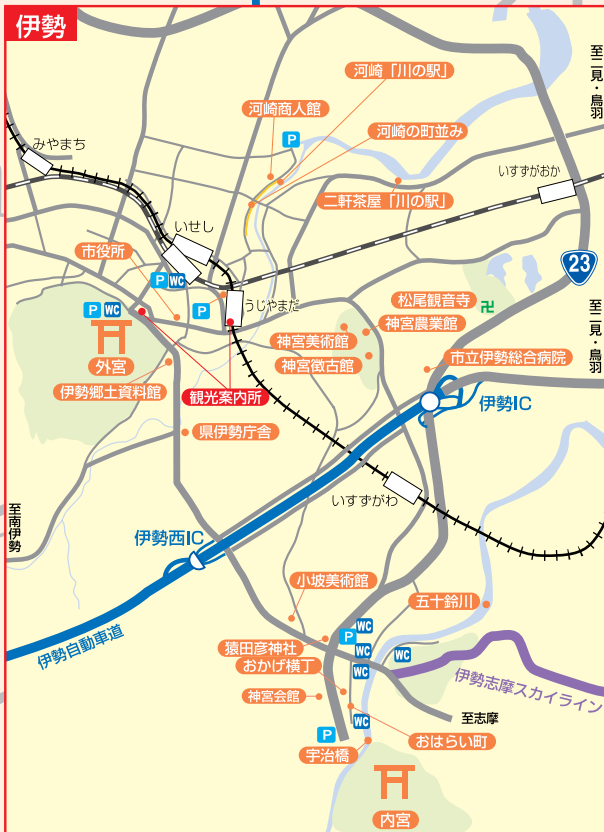 伊勢
至二見・鳥羽
河崎「川の駅」
河崎商人館
P
河崎の町並み
みやまち
いすずがおか
二軒茶屋「川の駅」
いせし
23
市役所
P WC
P
うじやまだ
松尾観音寺
神宮農業館
P WC
神宮美術館
至二見・鳥羽
外宮
神宮徴古館
市立伊勢総合病院
伊勢郷土資料館
観光案内所
伊勢IC
県伊勢庁舎
いすずがわ
至南伊勢
伊勢西IC
小坂美術館
五十鈴川
伊勢自動車道
WC
P
猿田彦神社
WC
WC
おかげ横丁
WC
伊勢志摩スカイライン
神宮会館
至志摩
WC
P
おはらい町
宇治橋
内宮